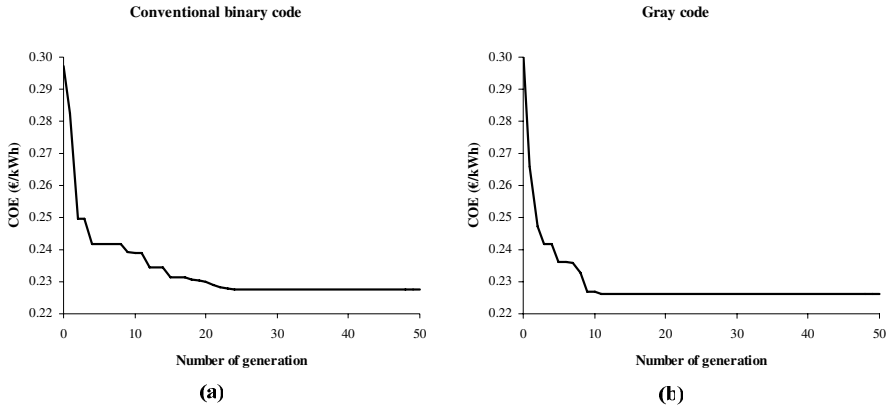 Conventional binary code
0.30
0.29
0.28
0.27
0.26
0.25
0.24
0.23
0.22
COE (€/kWh)
0 10 20 30 40 50
Number of generation
(a)
Gray code
0.30
0.29
0.28
0.27
0.26
0.25
0.24
0.23
0.22
COE (€/kWh)
0 10 20 30 40 50
Number of generation
(b)